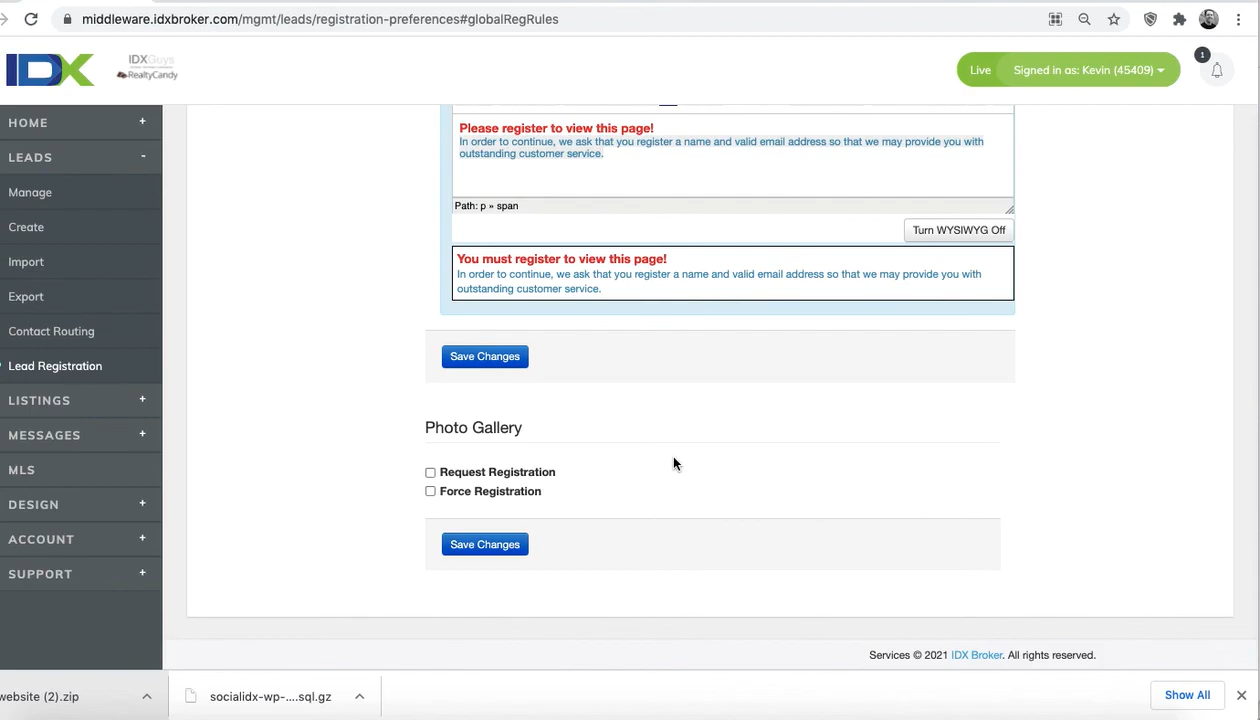 middleware.idxbroker.com/mgmt/leads/registration-preferences#globalRegRules
IDX
IDXGuys
RealtyCandy
Live
Signed in as: Kevin (45409)
1
HOME +
LEADS -
Manage
Create
Import
Export
Contact Routing
Lead Registration
LISTINGS +
MESSAGES +
MLS
DESIGN +
ACCOUNT +
SUPPORT +
Please register to view this page!
In order to continue, we ask that you register a name and valid email address so that we may provide you with
outstanding customer service.
Path: p » span
Turn WYSIWYG Off
You must register to view this page!
In order to continue, we ask that you register a name and valid email address so that we may provide you with
outstanding customer service.
Save Changes
Photo Gallery
Request Registration
Force Registration
Save Changes
Services © 2021 IDX Broker. All rights reserved.
website (2).zip
socialidx-wp-....sql.gz
Show All